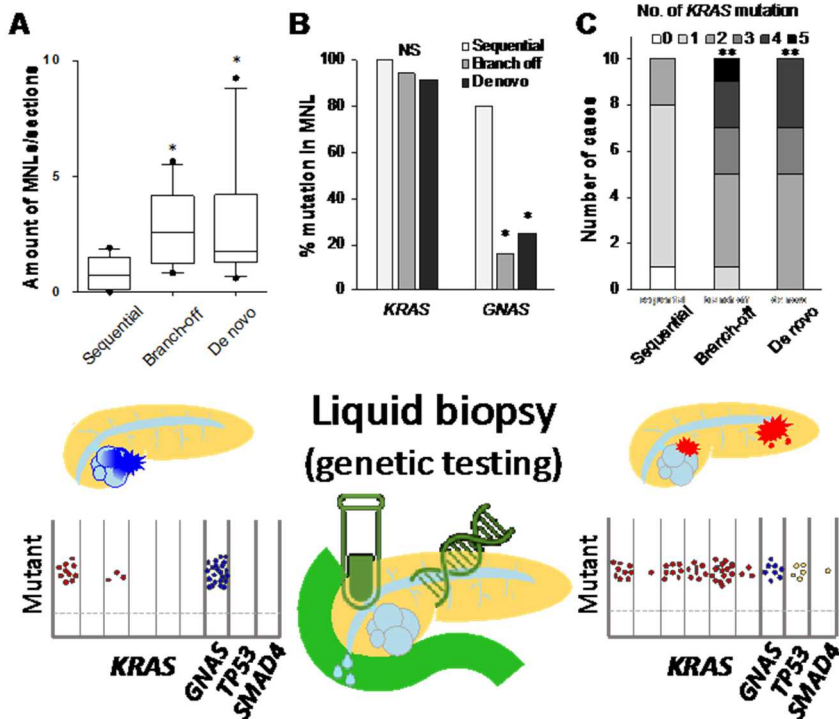 A
B
C
No. of KRAS mutation
0 1 2 3 4 5
10
5
0
Amount of MNLs/sections
*
*
Sequential
Branch-off
De novo
100
80
60
40
20
0
% mutation in MNL
NS
Sequential
Branch off
De novo
*
*
KRAS
GNAS
10
8
6
4
2
0
Number of cases
**
**
Sequential
Branch-off
De novo
Liquid biopsy
(genetic testing)
Mutant
KRAS
GNAS
TP53
SMAD4
Mutant
KRAS
GNAS
TP53
SMAD4